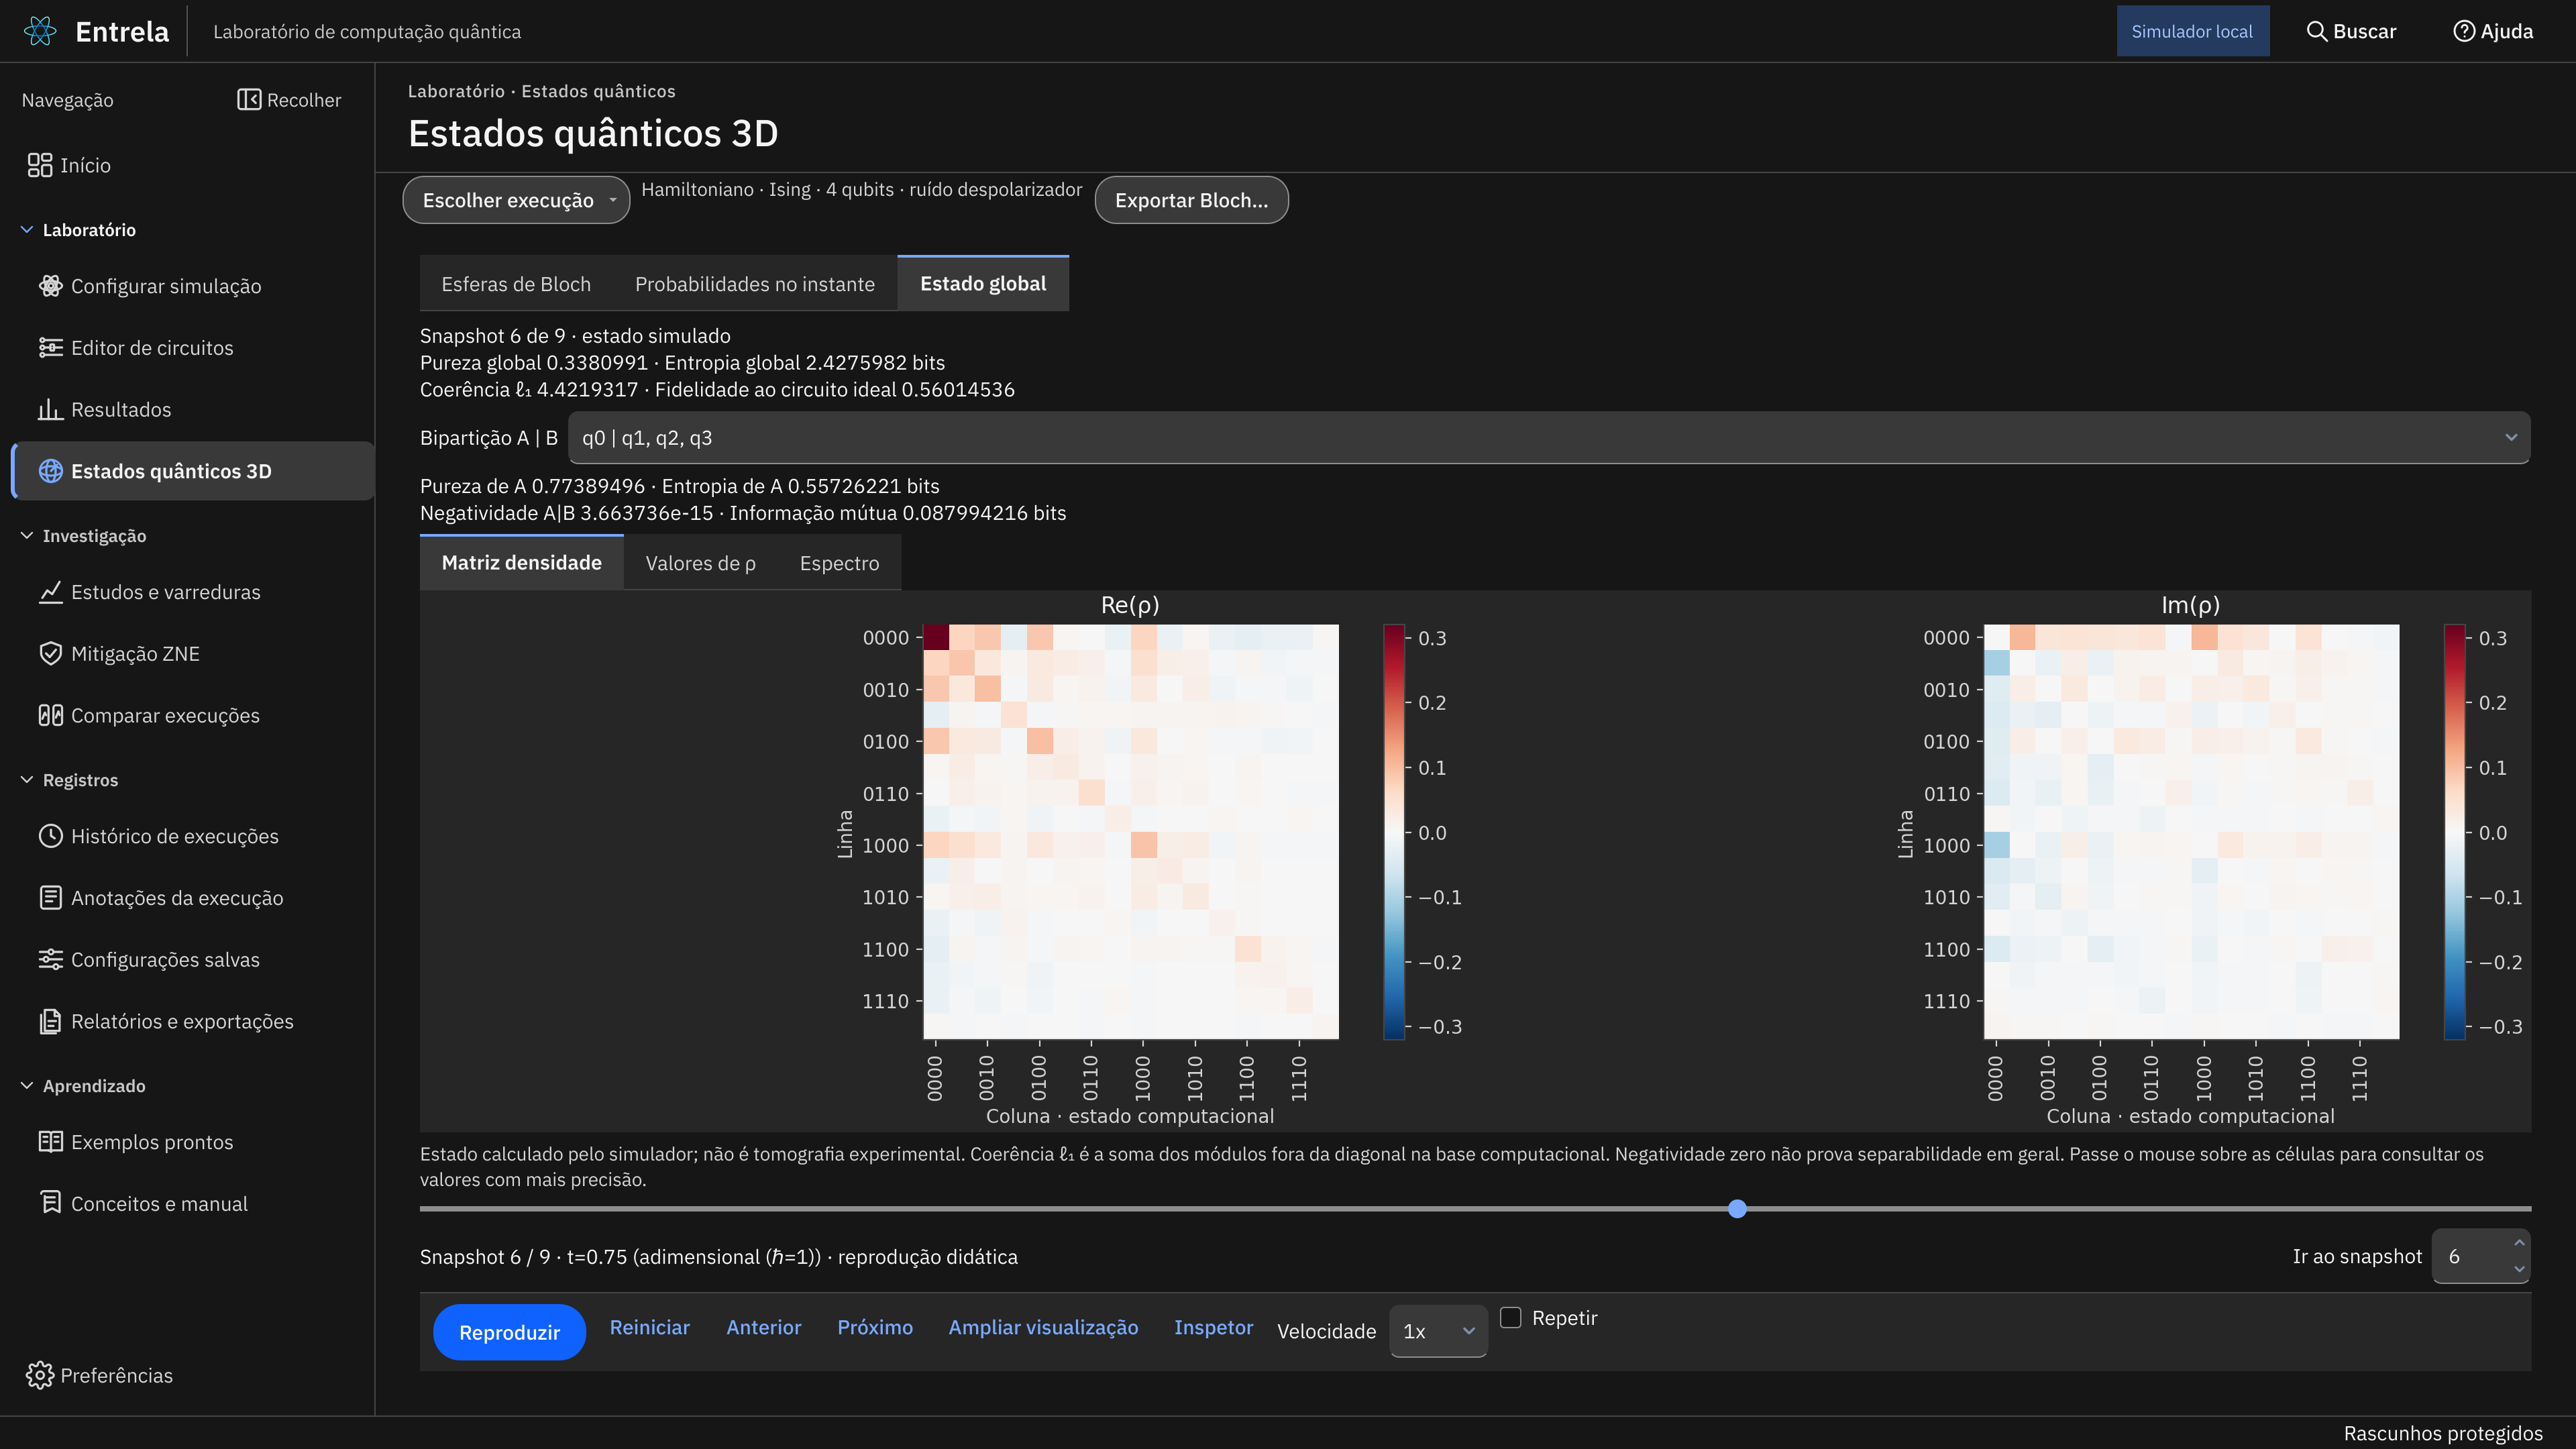 Entrela
Laboratório de computação quântica
Simulador local
Buscar
Ajuda
Navegação
Recolher
Início
Laboratório
Configurar simulação
Editor de circuitos
Resultados
Estados quânticos 3D
Investigação
Estudos e varreduras
Mitigação ZNE
Comparar execuções
Registros
Histórico de execuções
Anotações da execução
Configurações salvas
Relatórios e exportações
Aprendizado
Exemplos prontos
Conceitos e manual
Preferências
Laboratório · Estados quânticos
Estados quânticos 3D
Escolher execução
Hamiltoniano · Ising · 4 qubits · ruído despolarizador
Exportar Bloch...
Esferas de Bloch
Probabilidades no instante
Estado global
Snapshot 6 de 9 · estado simulado
Pureza global 0.3380991 · Entropia global 2.4275982 bits
Coerência ℓ₁ 4.4219317 · Fidelidade ao circuito ideal 0.56014536
Bipartição A | B
q0 | q1, q2, q3
Pureza de A 0.77389496 · Entropia de A 0.55726221 bits
Negatividade A|B 3.663736e-15 · Informação mútua 0.087994216 bits
Matriz densidade
Valores de ρ
Espectro
Re(ρ)
Linha
0000
0010
0100
0110
1000
1010
1100
1110
0000
0010
0100
0110
1000
1010
1100
1110
Coluna · estado computacional
0.3
0.2
0.1
0.0
−0.1
−0.2
−0.3
Im(ρ)
Linha
0000
0010
0100
0110
1000
1010
1100
1110
0000
0010
0100
0110
1000
1010
1100
1110
Coluna · estado computacional
0.3
0.2
0.1
0.0
−0.1
−0.2
−0.3
Estado calculado pelo simulador; não é tomografia experimental. Coerência ℓ₁ é a soma dos módulos fora da diagonal na base computacional. Negatividade zero não prova separabilidade em geral. Passe o mouse sobre as células para consultar os
valores com mais precisão.
Snapshot 6 / 9 · t=0.75 (adimensional (ℏ=1)) · reprodução didática
Ir ao snapshot
6
Reproduzir
Reiniciar
Anterior
Próximo
Ampliar visualização
Inspetor
Velocidade
1x
Repetir
Rascunhos protegidos